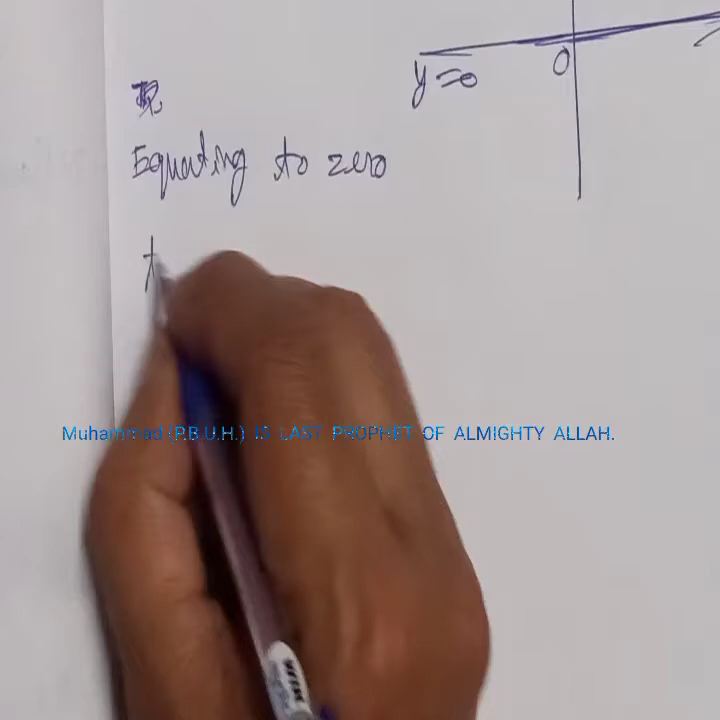 y=0
0
Equating to zero
Muhammad (P.B.U.H.) IS LAST PROPHET OF ALMIGHTY ALLAH.